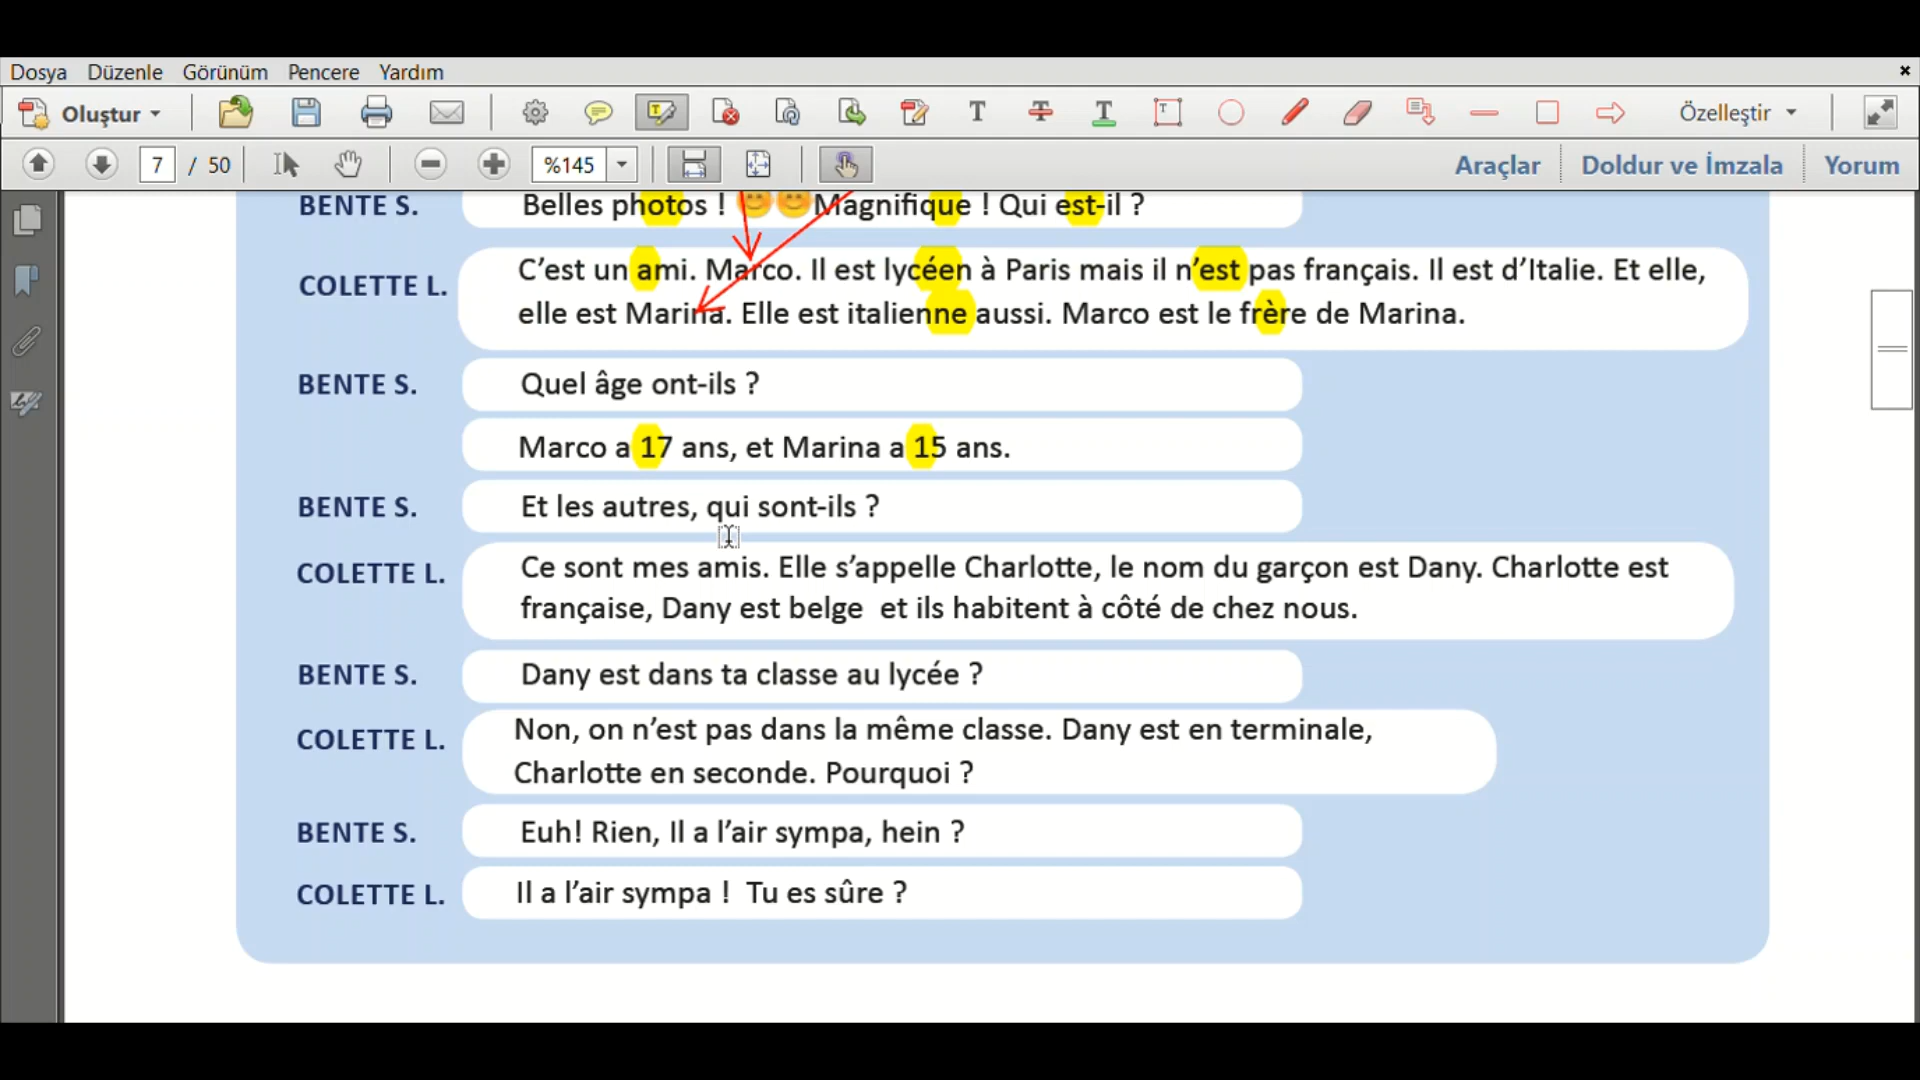 Dosya Düzenle Görünüm Pencere Yardım
Oluştur Özelleştir
7 / 50 %145 Araçlar Doldur ve İmzala Yorum
BENTE S. Belles photos ! 😊😊Magnifique ! Qui est-il ?
COLETTE L. C’est un ami. Marco. Il est lycéen à Paris mais il n’est pas français. Il est d’Italie. Et elle,
elle est Marina. Elle est italienne aussi. Marco est le frère de Marina.
BENTE S. Quel âge ont-ils ?
Marco a 17 ans, et Marina a 15 ans.
BENTE S. Et les autres, qui sont-ils ?
COLETTE L. Ce sont mes amis. Elle s’appelle Charlotte, le nom du garçon est Dany. Charlotte est
française, Dany est belge et ils habitent à côté de chez nous.
BENTE S. Dany est dans ta classe au lycée ?
COLETTE L. Non, on n’est pas dans la même classe. Dany est en terminale,
Charlotte en seconde. Pourquoi ?
BENTE S. Euh! Rien, Il a l’air sympa, hein ?
COLETTE L. Il a l’air sympa ! Tu es sûre ?